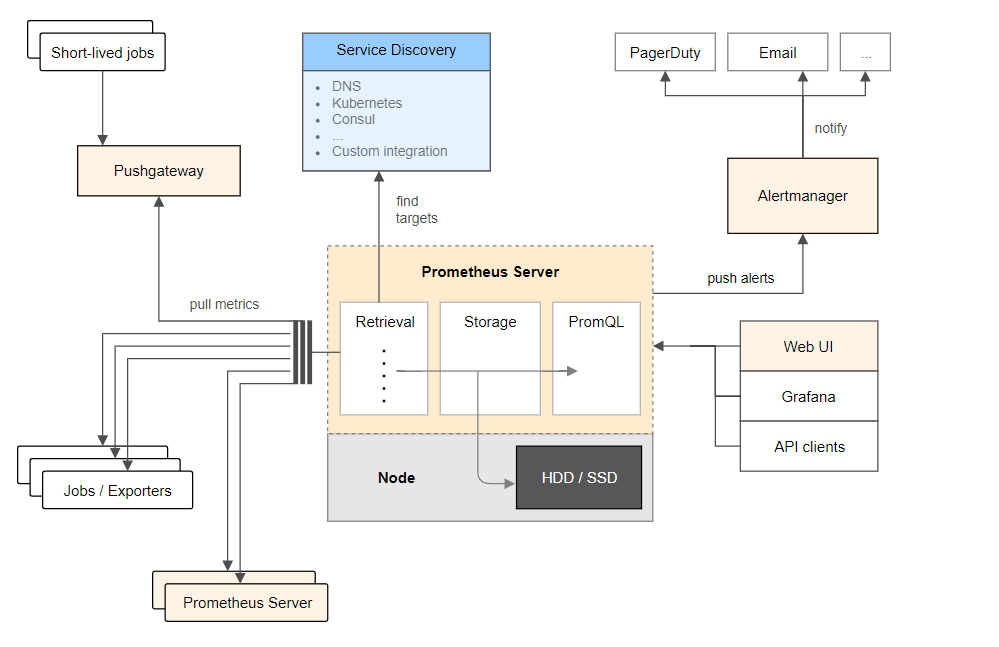 Short-lived jobs
Service Discovery
DNS
Kubernetes
Consul
...
Custom integration
PagerDuty
Email
...
notify
Pushgateway
Alertmanager
find
targets
Prometheus Server
push alerts
pull metrics
Retrieval
Storage
PromQL
Web UI
Grafana
API clients
Jobs / Exporters
Node
HDD / SSD
Prometheus Server